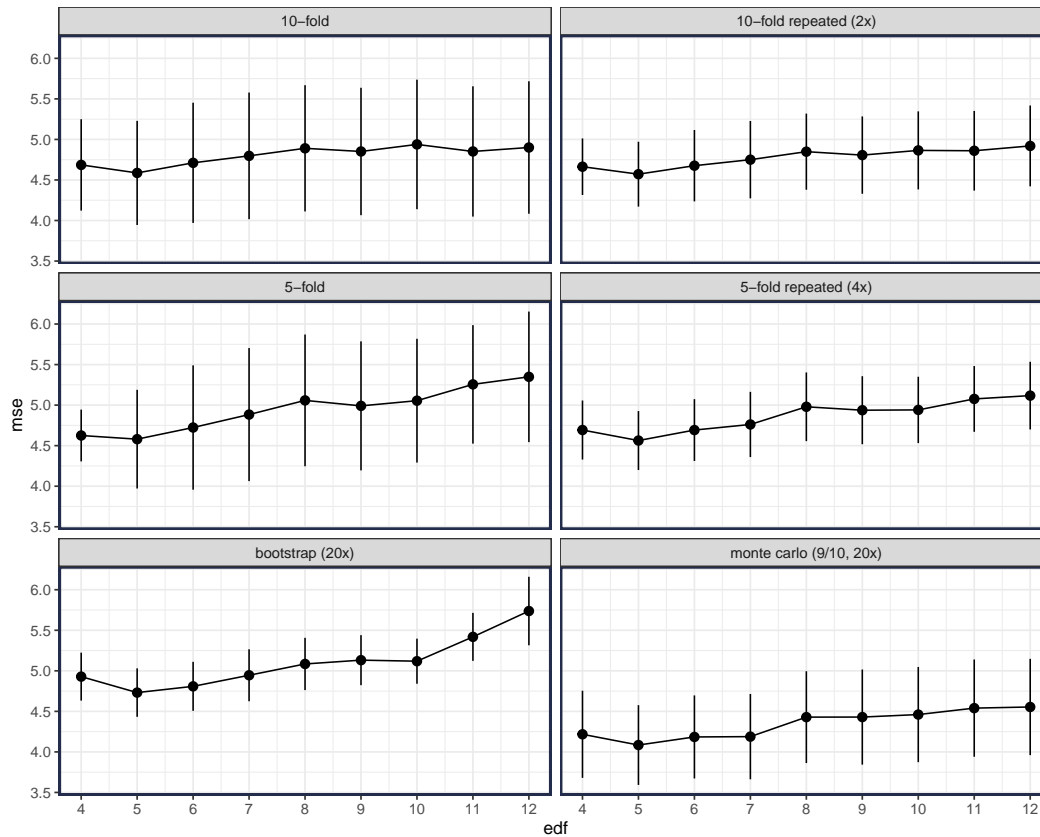 10−fold
10−fold repeated (2x)
6.0
5.5
5.0
4.5
4.0
3.5
5−fold
5−fold repeated (4x)
6.0
5.5
5.0
4.5
4.0
3.5
mse
bootstrap (20x)
monte carlo (9/10, 20x)
6.0
5.5
5.0
4.5
4.0
3.5
4 5 6 7 8 9 10 11 12
4 5 6 7 8 9 10 11 12
edf